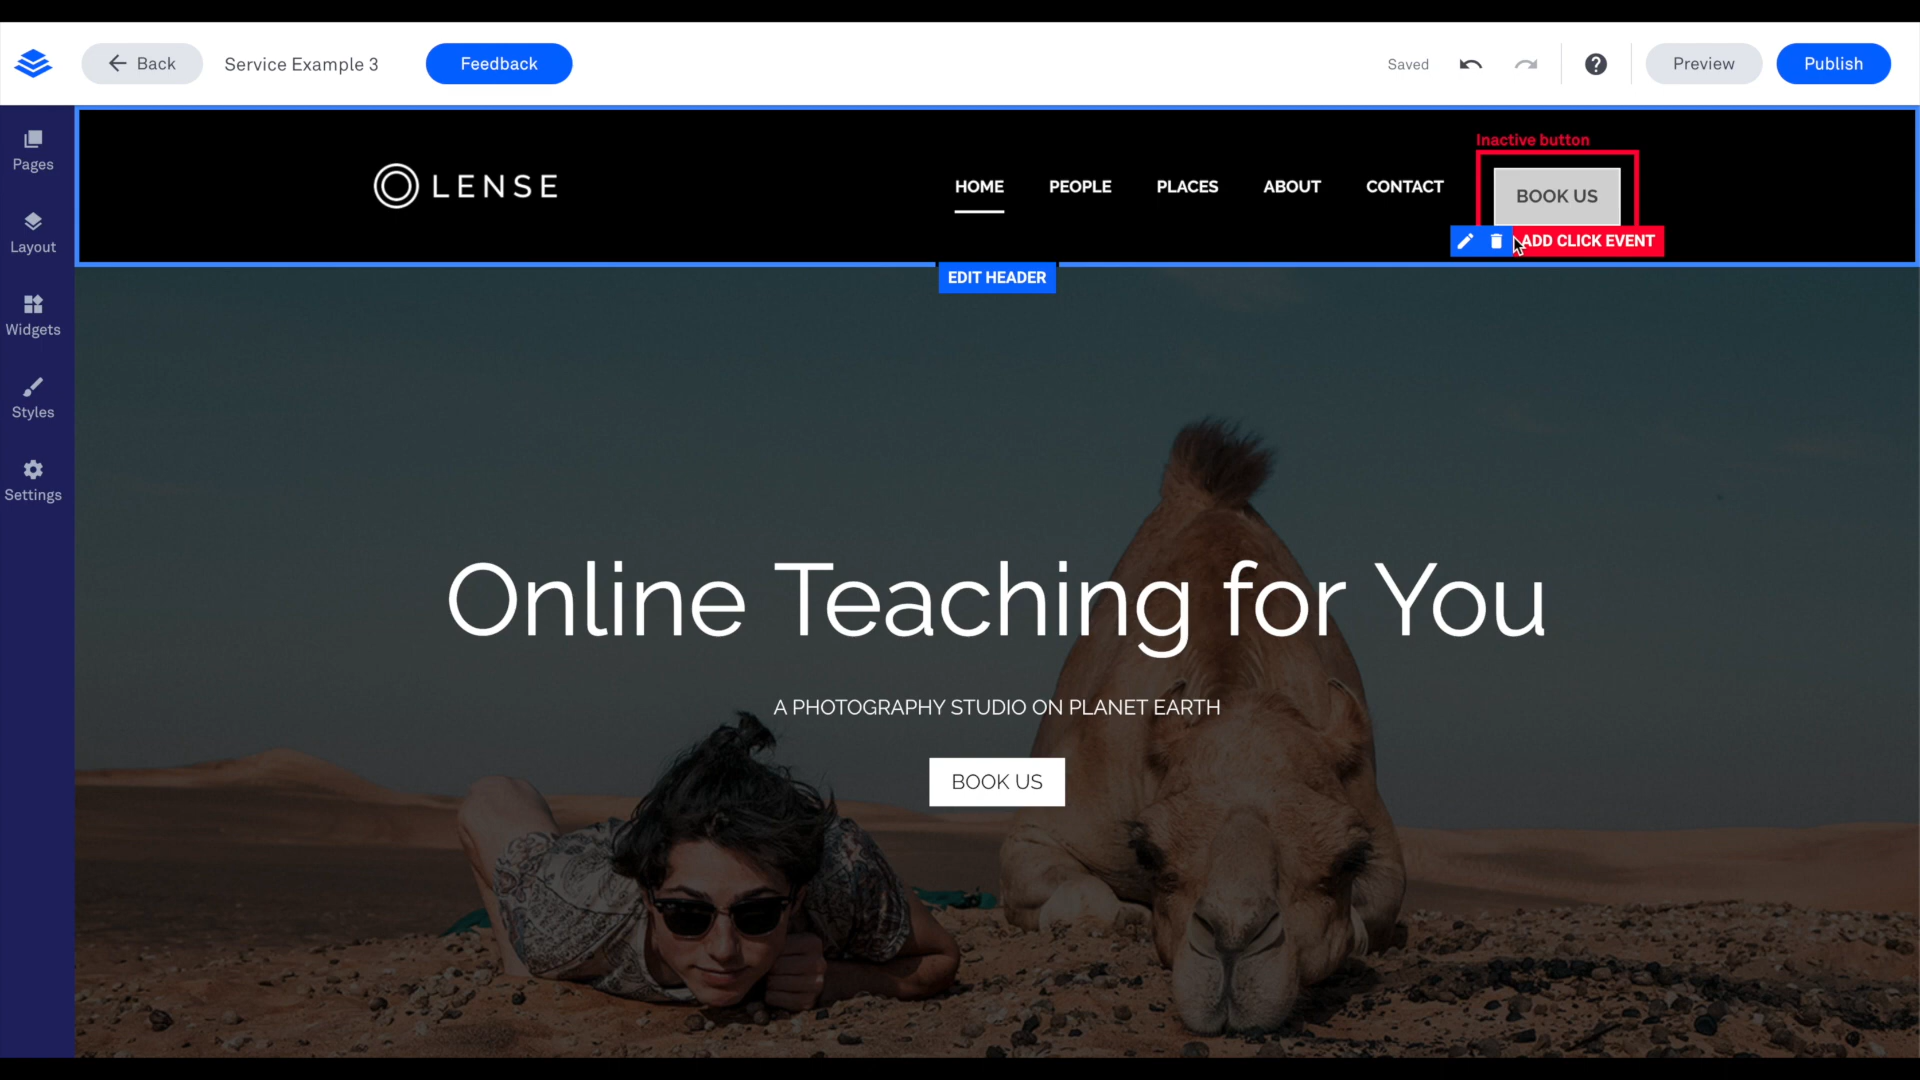 Back
Service Example 3
Feedback
Saved
Preview
Publish
Pages
Layout
Widgets
Styles
Settings
LENSE
HOME
PEOPLE
PLACES
ABOUT
CONTACT
Inactive button
BOOK US
ADD CLICK EVENT
EDIT HEADER
Online Teaching for You
A PHOTOGRAPHY STUDIO ON PLANET EARTH
BOOK US